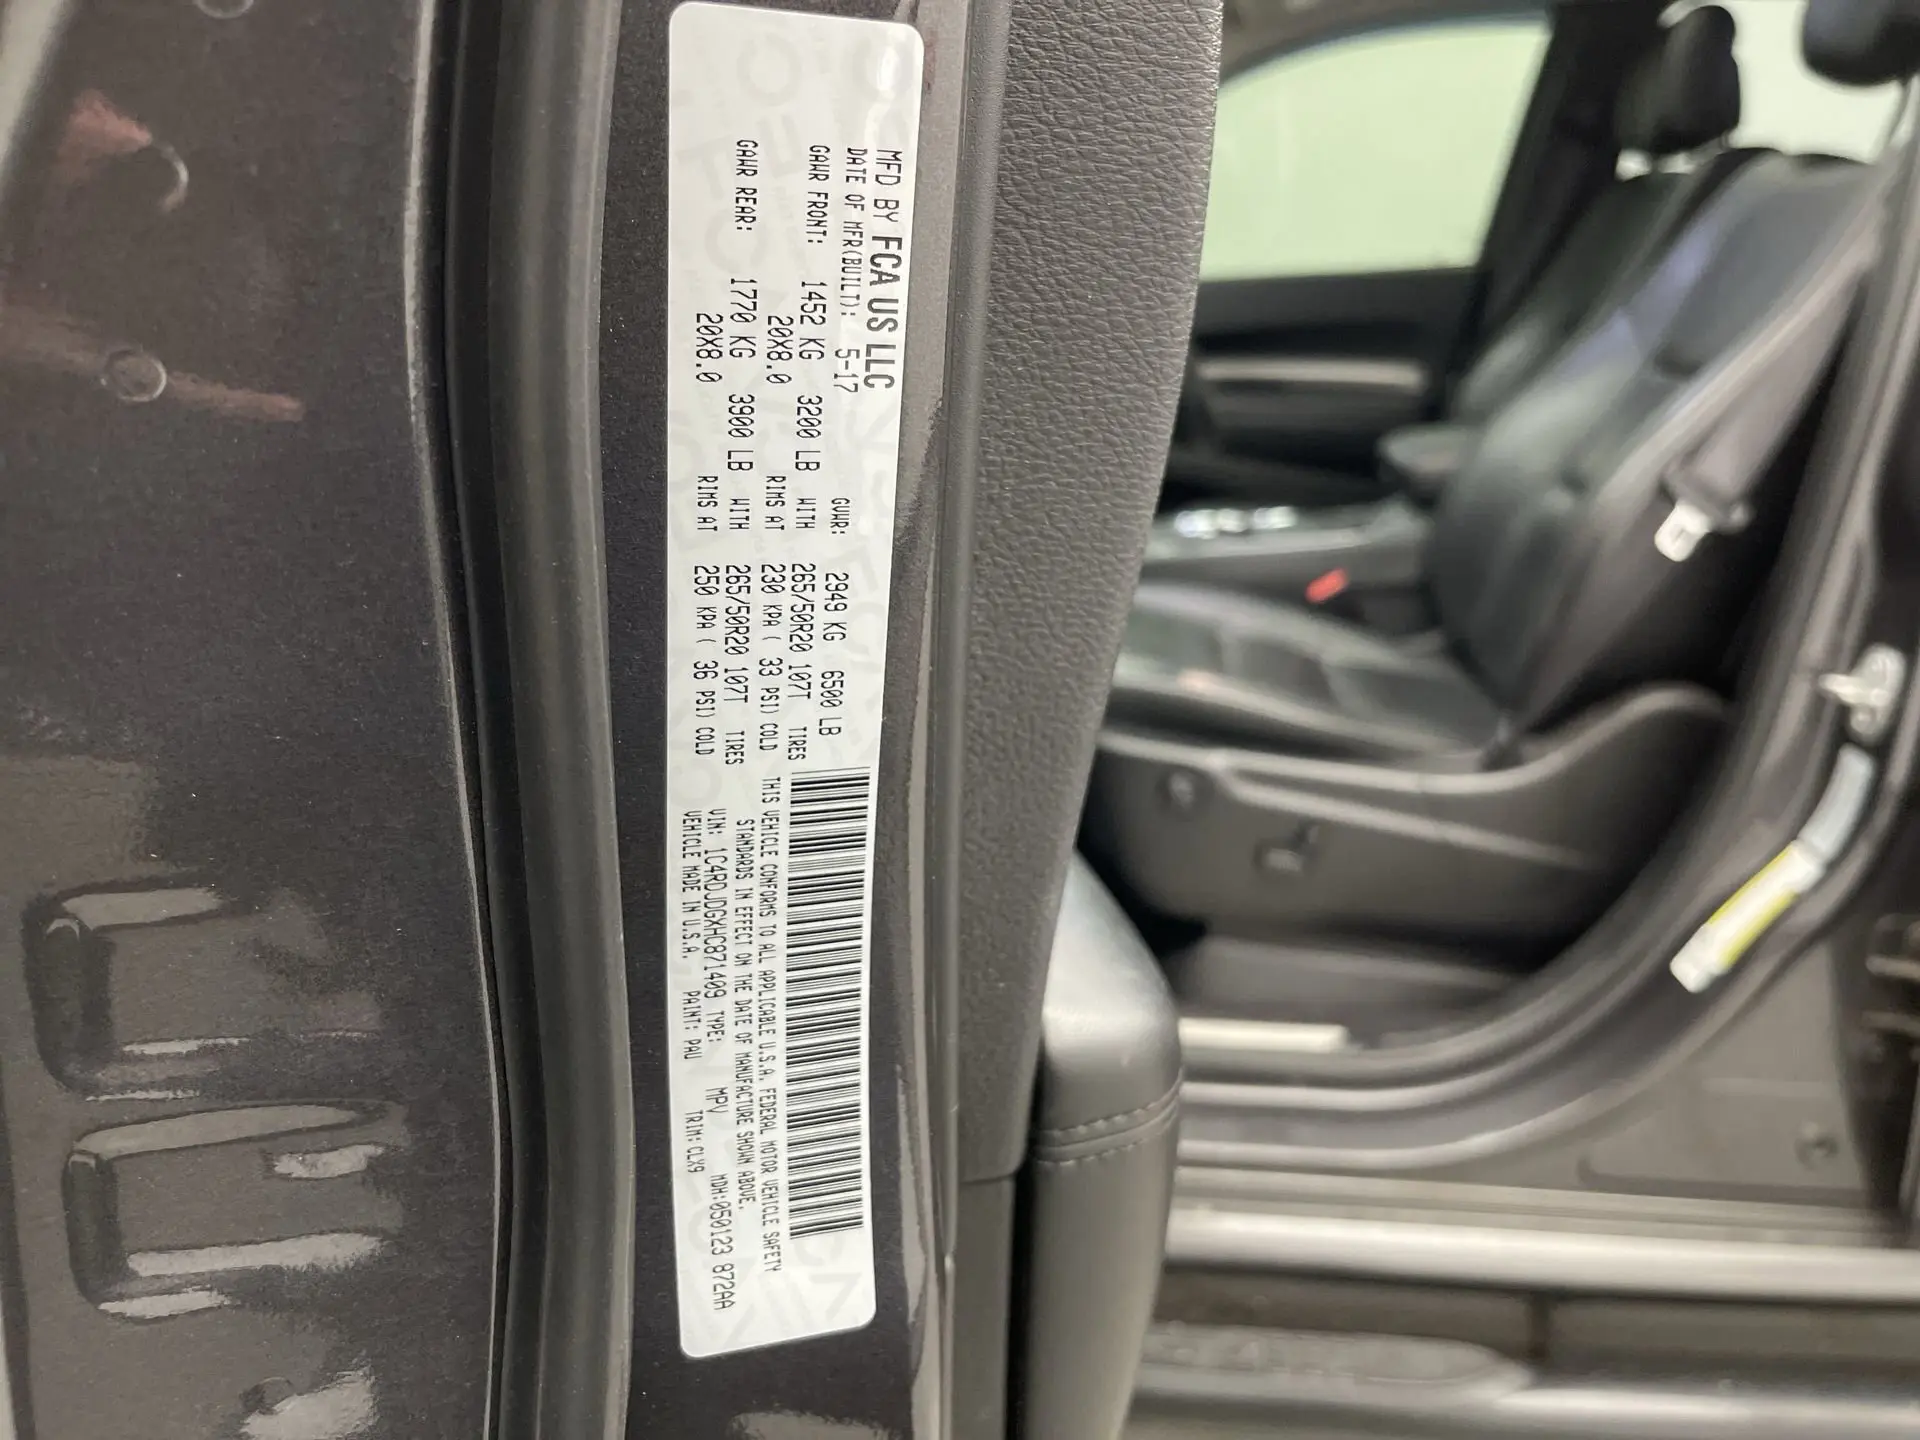 MFD BY FCA US LLC
DATE OF MFR(BUILT): 5-17 GVWR: 2949 KG 6500 LB
GAWR FRONT: 1452 KG 3200 LB WITH 265/50R20 107T TIRES
20X8.0 RIMS AT 230 KPA ( 33 PSI) COLD
GAWR REAR: 1770 KG 3900 LB WITH 265/50R20 107T TIRES
20X8.0 RIMS AT 250 KPA ( 36 PSI) COLD
THIS VEHICLE CONFORMS TO ALL APPLICABLE U.S.A. FEDERAL MOTOR VEHICLE SAFETY
STANDARDS IN EFFECT ON THE DATE OF MANUFACTURE SHOWN ABOVE.
VIN: 1C4RDJDGXHC871409 TYPE: MPV MDH:050123 872AA
VEHICLE MADE IN U.S.A. PAINT: PAU TRIM:CLX9